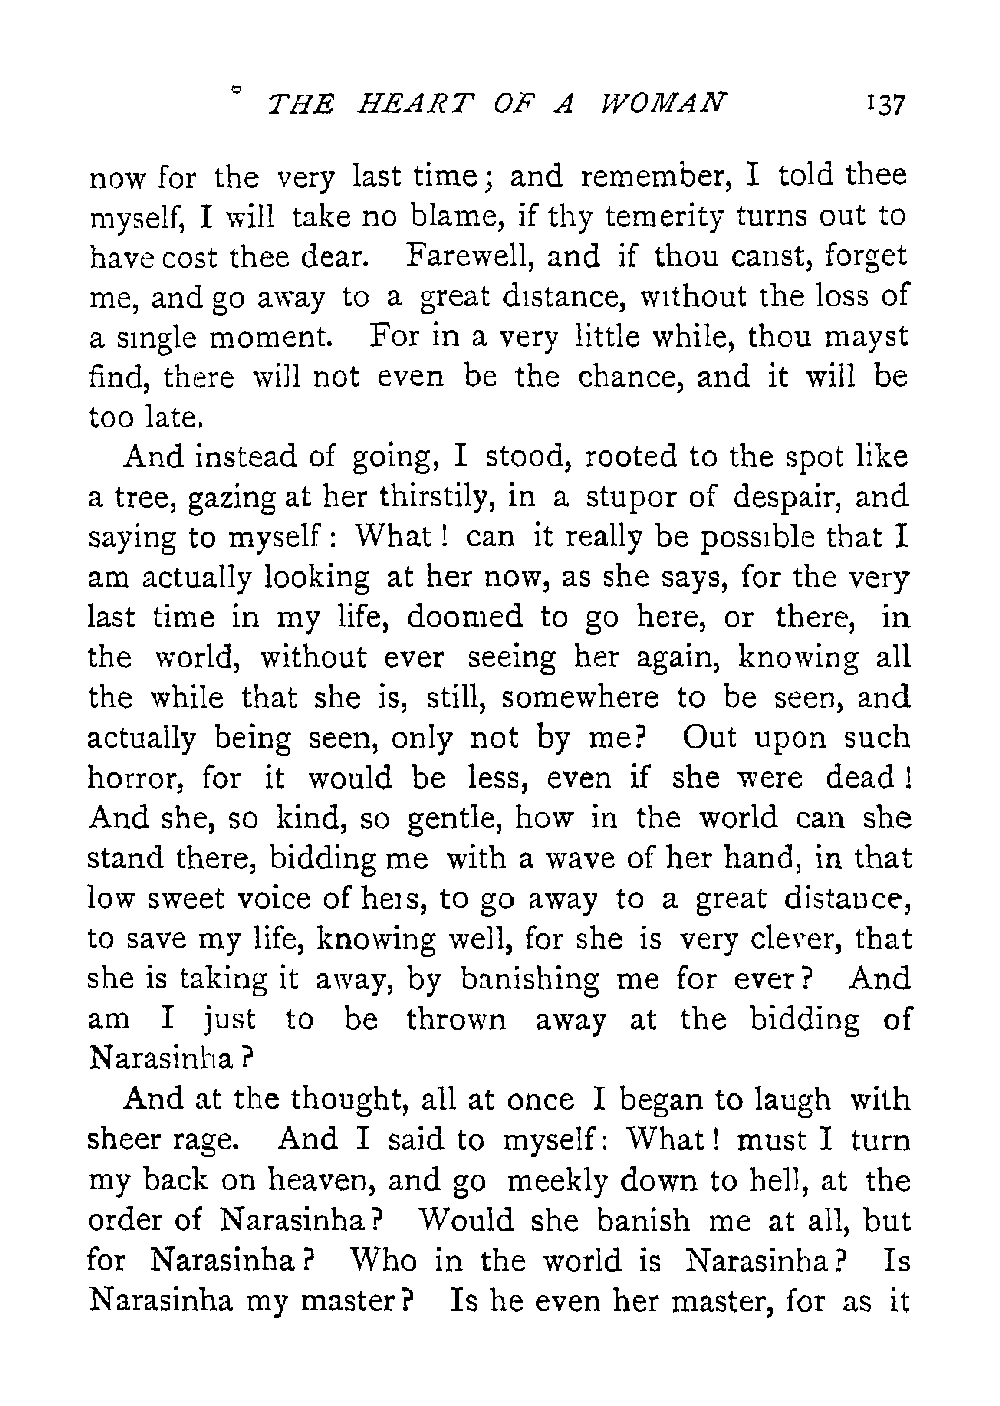 THE HEART OF A WOMAN 137
now for the very last time; and remember, I told thee
myself, I will take no blame, if thy temerity turns out to
have cost thee dear. Farewell, and if thou canst, forget
me, and go away to a great distance, without the loss of
a single moment. For in a very little while, thou mayst
find, there will not even be the chance, and it will be
too late.
And instead of going, I stood, rooted to the spot like
a tree, gazing at her thirstily, in a stupor of despair, and
saying to myself: What! can it really be possible that I
am actually looking at her now, as she says, for the very
last time in my life, doomed to go here, or there, in
the world, without ever seeing her again, knowing all
the while that she is, still, somewhere to be seen, and
actually being seen, only not by me? Out upon such
horror, for it would be less, even if she were dead!
And she, so kind, so gentle, how in the world can she
stand there, bidding me with a wave of her hand, in that
low sweet voice of hers, to go away to a great distance,
to save my life, knowing well, for she is very clever, that
she is taking it away, by banishing me for ever? And
am I just to be thrown away at the bidding of
Narasinha?
And at the thought, all at once I began to laugh with
sheer rage. And I said to myself: What! must I turn
my back on heaven, and go meekly down to hell, at the
order of Narasinha? Would she banish me at all, but
for Narasinha? Who in the world is Narasinha? Is
Narasinha my master? Is he even her master, for as it